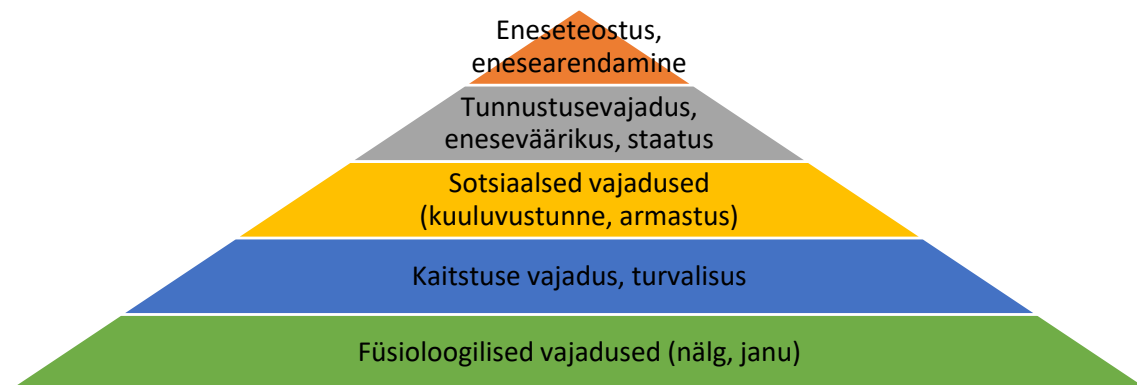 Eneseteostus,
enesearendamine
Tunnustusevajadus,
eneseväärikus, staatus
Sotsiaalsed vajadused
(kuuluvustunne, armastus)
Kaitstuse vajadus, turvalisus
Füsioloogilised vajadused (nälg, janu)